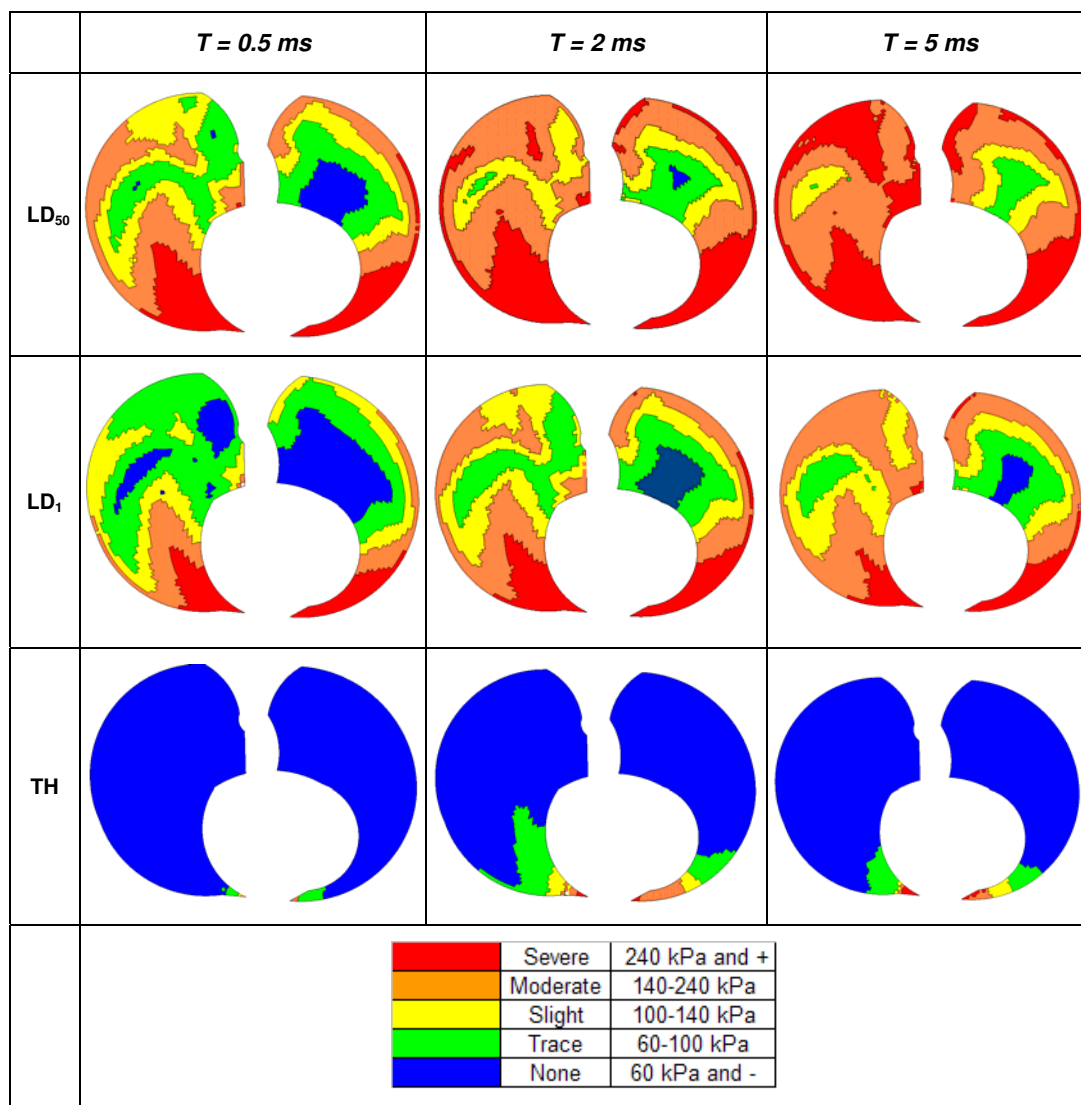 T = 0.5 ms T = 2 ms T = 5 ms
LD₅₀
LD₁
TH
Severe 240 kPa and +
Moderate 140-240 kPa
Slight 100-140 kPa
Trace 60-100 kPa
None 60 kPa and -